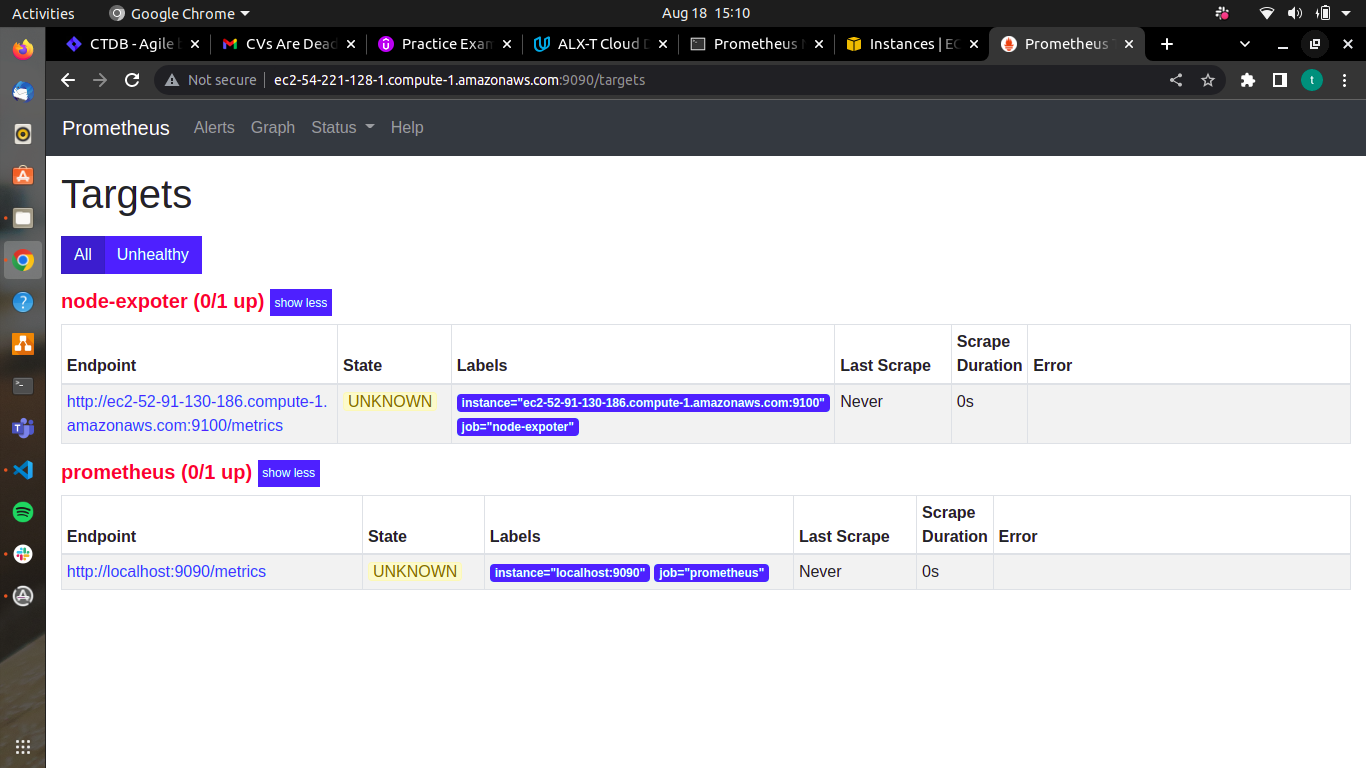 Activities Google Chrome Aug 18 15:10
CTDB - Agile CVs Are Dead Practice Exam ALX-T Cloud D Prometheus Instances | EC Prometheus T
Not secure ec2-54-221-128-1.compute-1.amazonaws.com:9090/targets t
Prometheus Alerts Graph Status Help
Targets
All Unhealthy
node-expoter (0/1 up) show less
Endpoint State Labels Last Scrape Scrape Duration Error
http://ec2-52-91-130-186.compute-1. UNKNOWN instance="ec2-52-91-130-186.compute-1.amazonaws.com:9100" Never 0s
amazonaws.com:9100/metrics job="node-expoter"
prometheus (0/1 up) show less
Endpoint State Labels Last Scrape Scrape Duration Error
http://localhost:9090/metrics UNKNOWN instance="localhost:9090" job="prometheus" Never 0s